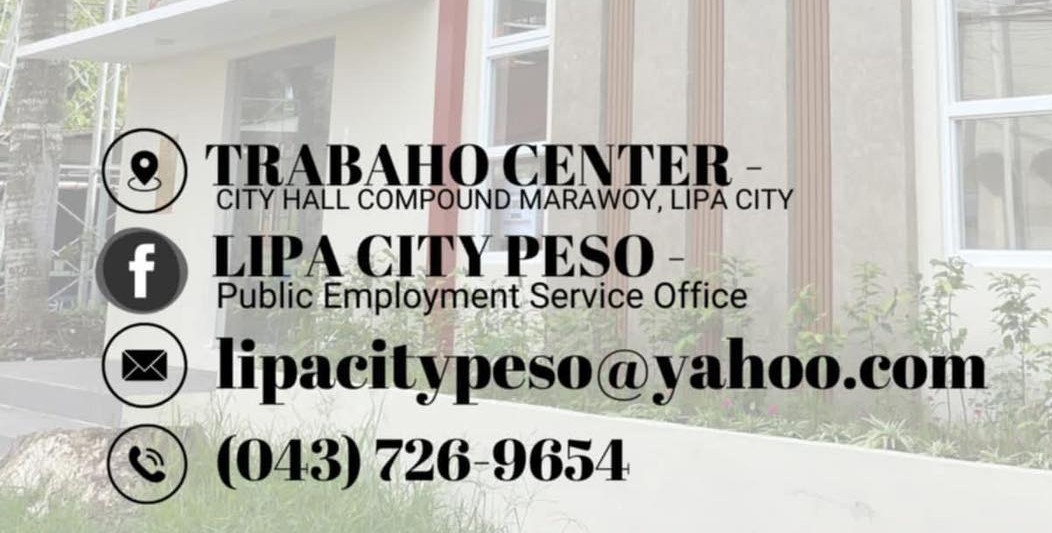 TRABAHO CENTER -
CITY HALL COMPOUND MARAWOY, LIPA CITY
LIPA CITY PESO -
Public Employment Service Office
lipacitypeso@yahoo.com
(043) 726-9654